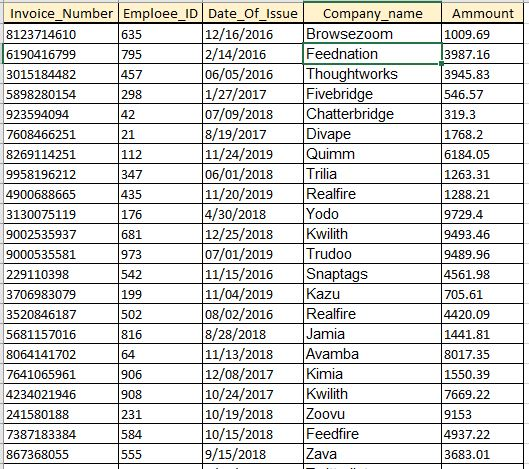 Invoice_Number Emploee_ID Date_Of_Issue Company_name Ammount
8123714610 635 12/16/2016 Browsezoom 1009.69
6190416799 795 2/14/2016 Feednation 3987.16
3015184482 457 06/05/2016 Thoughtworks 3945.83
5898280154 298 1/27/2017 Fivebridge 546.57
923594094 42 07/09/2018 Chatterbridge 319.3
7608466251 21 8/19/2017 Divape 1768.2
8269114251 112 11/24/2019 Quimm 6184.05
9958196212 347 06/01/2018 Trilia 1263.31
4900688665 435 11/20/2019 Realfire 1288.21
3130075119 176 4/30/2018 Yodo 9729.4
9002535937 681 12/25/2018 Kwilith 9493.46
9000535581 973 07/01/2019 Trudoo 9489.96
229110398 542 11/15/2016 Snaptags 4561.98
3706983079 199 11/04/2019 Kazu 705.61
3520846187 502 08/02/2016 Realfire 4420.09
5681157016 816 8/28/2018 Jamia 1441.81
8064141702 64 11/13/2018 Avamba 8017.35
7641065961 906 12/08/2017 Kimia 1550.39
4234021946 908 10/24/2017 Kwilith 7669.22
241580188 231 10/19/2018 Zoovu 9153
7387183384 584 10/15/2018 Feedfire 4937.22
867368055 555 9/15/2018 Zava 3683.01